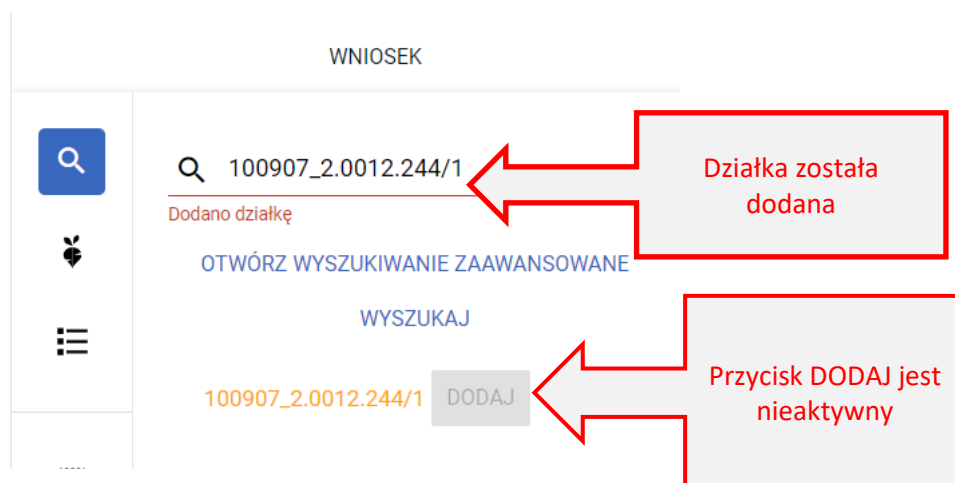 WNIOSEK
100907_2.0012.244/1
Dodano działkę
OTWÓRZ WYSZUKIWANIE ZAAWANSOWANE
WYSZUKAJ
100907_2.0012.244/1 DODAJ
Działka została
dodana
Przycisk DODAJ jest
nieaktywny